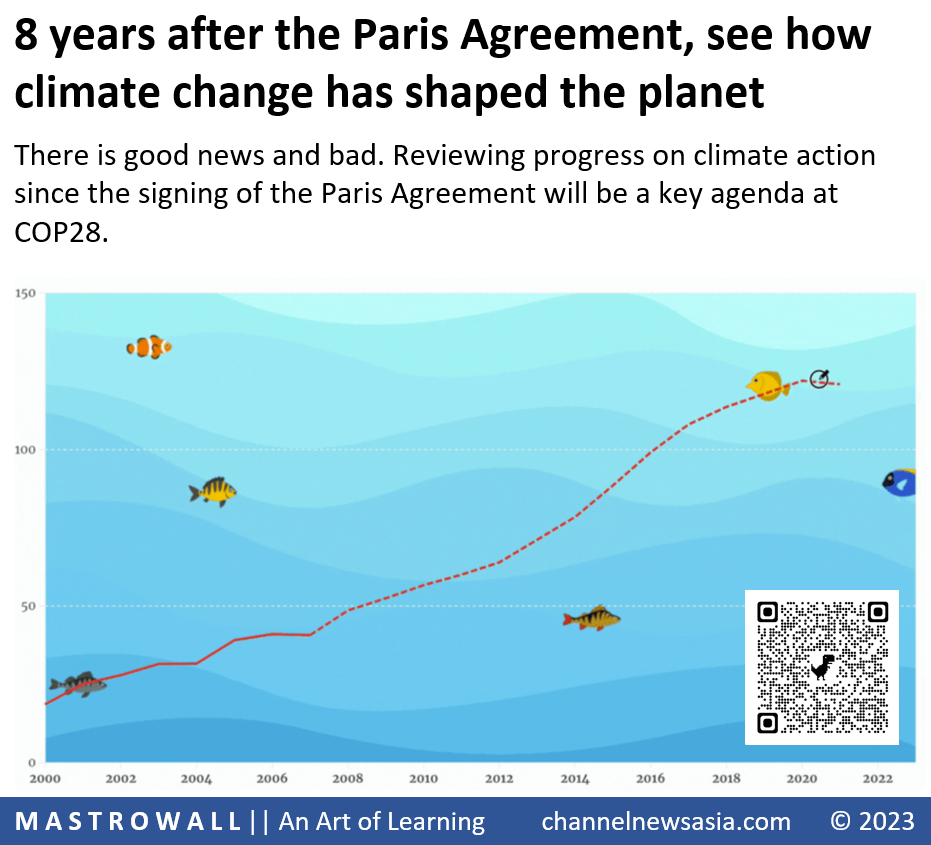 8 years after the Paris Agreement, see how
climate change has shaped the planet
There is good news and bad. Reviewing progress on climate action
since the signing of the Paris Agreement will be a key agenda at
COP28.
150
100
50
0
2000 2002 2004 2006 2008 2010 2012 2014 2016 2018 2020 2022
MASTROWALL|| An Art of Learning channelnewsasia.com © 2023